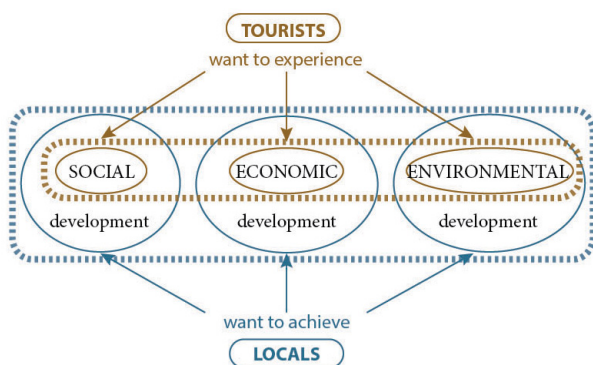 TOURISTS
want to experience
SOCIAL ECONOMIC ENVIRONMENTAL
development development development
want to achieve
LOCALS